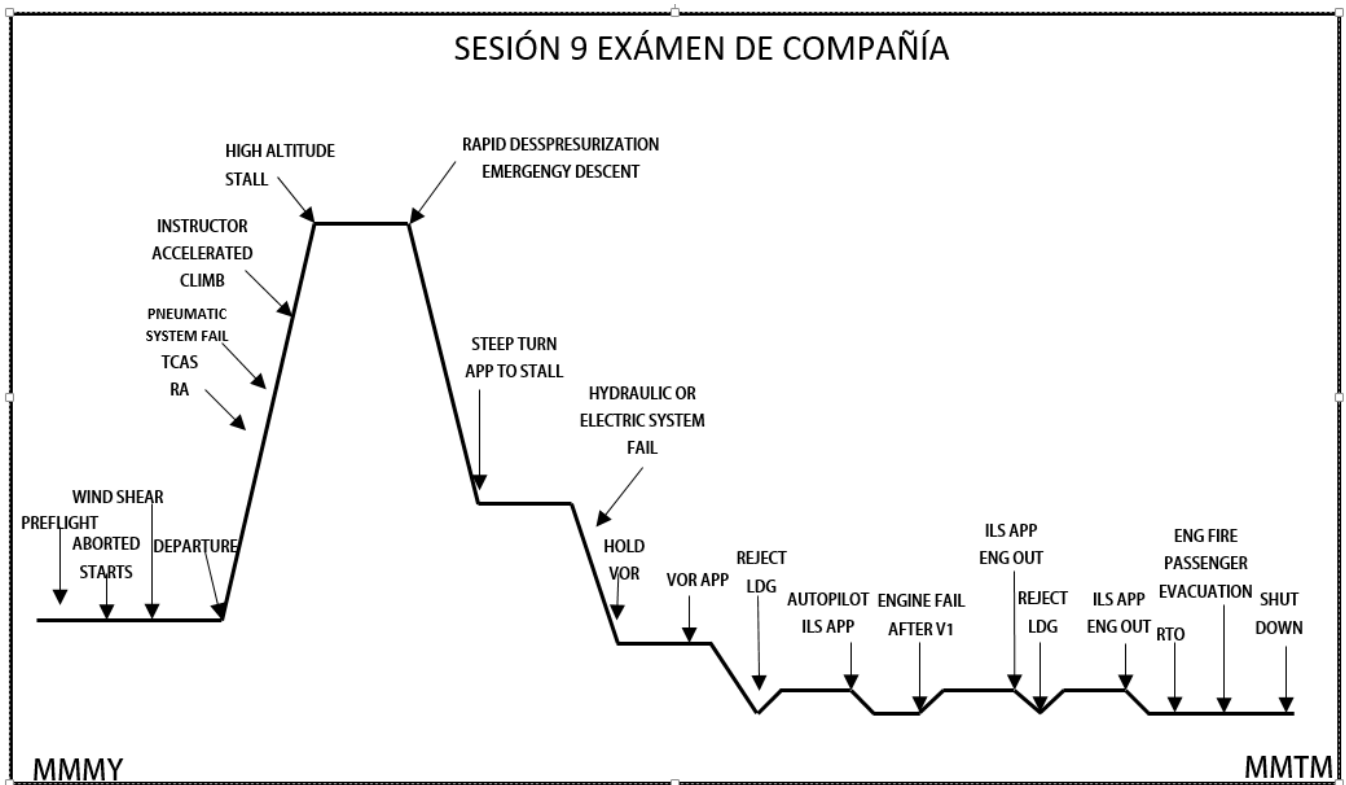 SESIÓN 9 EXÁMEN DE COMPAÑÍA
HIGH ALTITUDE
STALL
RAPID DESSPRESURIZATION
EMERGENGY DESCENT
INSTRUCTOR
ACCELERATED
CLIMB
PNEUMATIC
SYSTEM FAIL
TCAS
RA
STEEP TURN
APP TO STALL
HYDRAULIC OR
ELECTRIC SYSTEM
FAIL
WIND SHEAR
PREFLIGHT
ABORTED
STARTS
DEPARTURE
HOLD
VOR
VOR APP
REJECT
LDG
AUTOPILOT
ILS APP
ENGINE FAIL
AFTER V1
ILS APP
ENG OUT
REJECT
LDG
ILS APP
ENG OUT
RTO
ENG FIRE
PASSENGER
EVACUATION
SHUT
DOWN
MMMY
MMTM